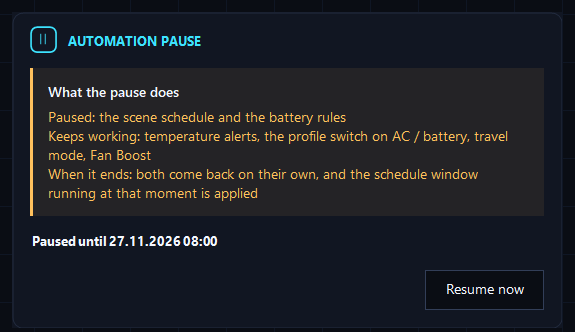 AUTOMATION PAUSE
What the pause does
Paused: the scene schedule and the battery rules
Keeps working: temperature alerts, the profile switch on AC / battery, travel
mode, Fan Boost
When it ends: both come back on their own, and the schedule window
running at that moment is applied
Paused until 27.11.2026 08:00
Resume now